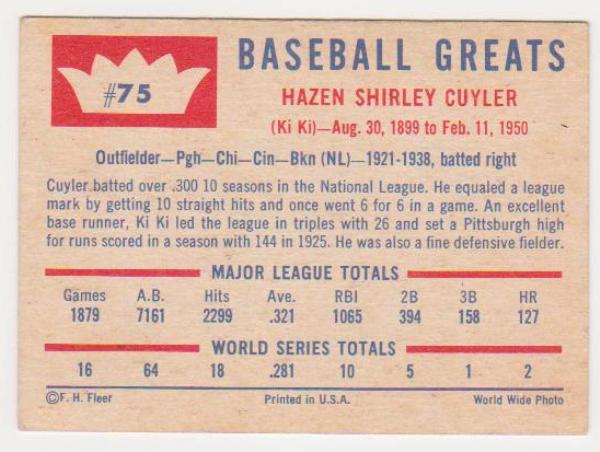 #75
BASEBALL GREATS
HAZEN SHIRLEY CUYLER
(Ki Ki)—Aug. 30, 1899 to Feb. 11, 1950
Outfielder—Pgh—Chi—Cin—Bkn (NL)—1921-1938, batted right
Cuyler batted over .300 10 seasons in the National League. He equaled a league
mark by getting 10 straight hits and once went 6 for 6 in a game. An excellent
base runner, Ki Ki led the league in triples with 26 and set a Pittsburgh high
for runs scored in a season with 144 in 1925. He was also a fine defensive fielder.
MAJOR LEAGUE TOTALS
Games A.B. Hits Ave. RBI 2B 3B HR
1879 7161 2299 .321 1065 394 158 127
WORLD SERIES TOTALS
16 64 18 .281 10 5 1 2
©F. H. Fleer Printed in U.S.A. World Wide Photo